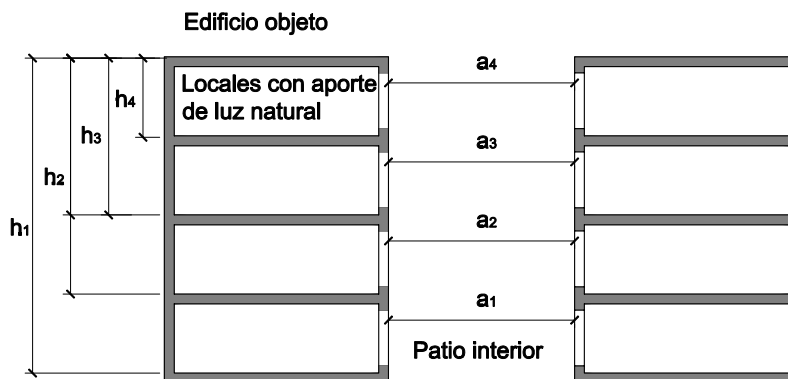 Edificio objeto
Locales con aporte
de luz natural
h4
h3
h2
h1
a4
a3
a2
a1
Patio interior